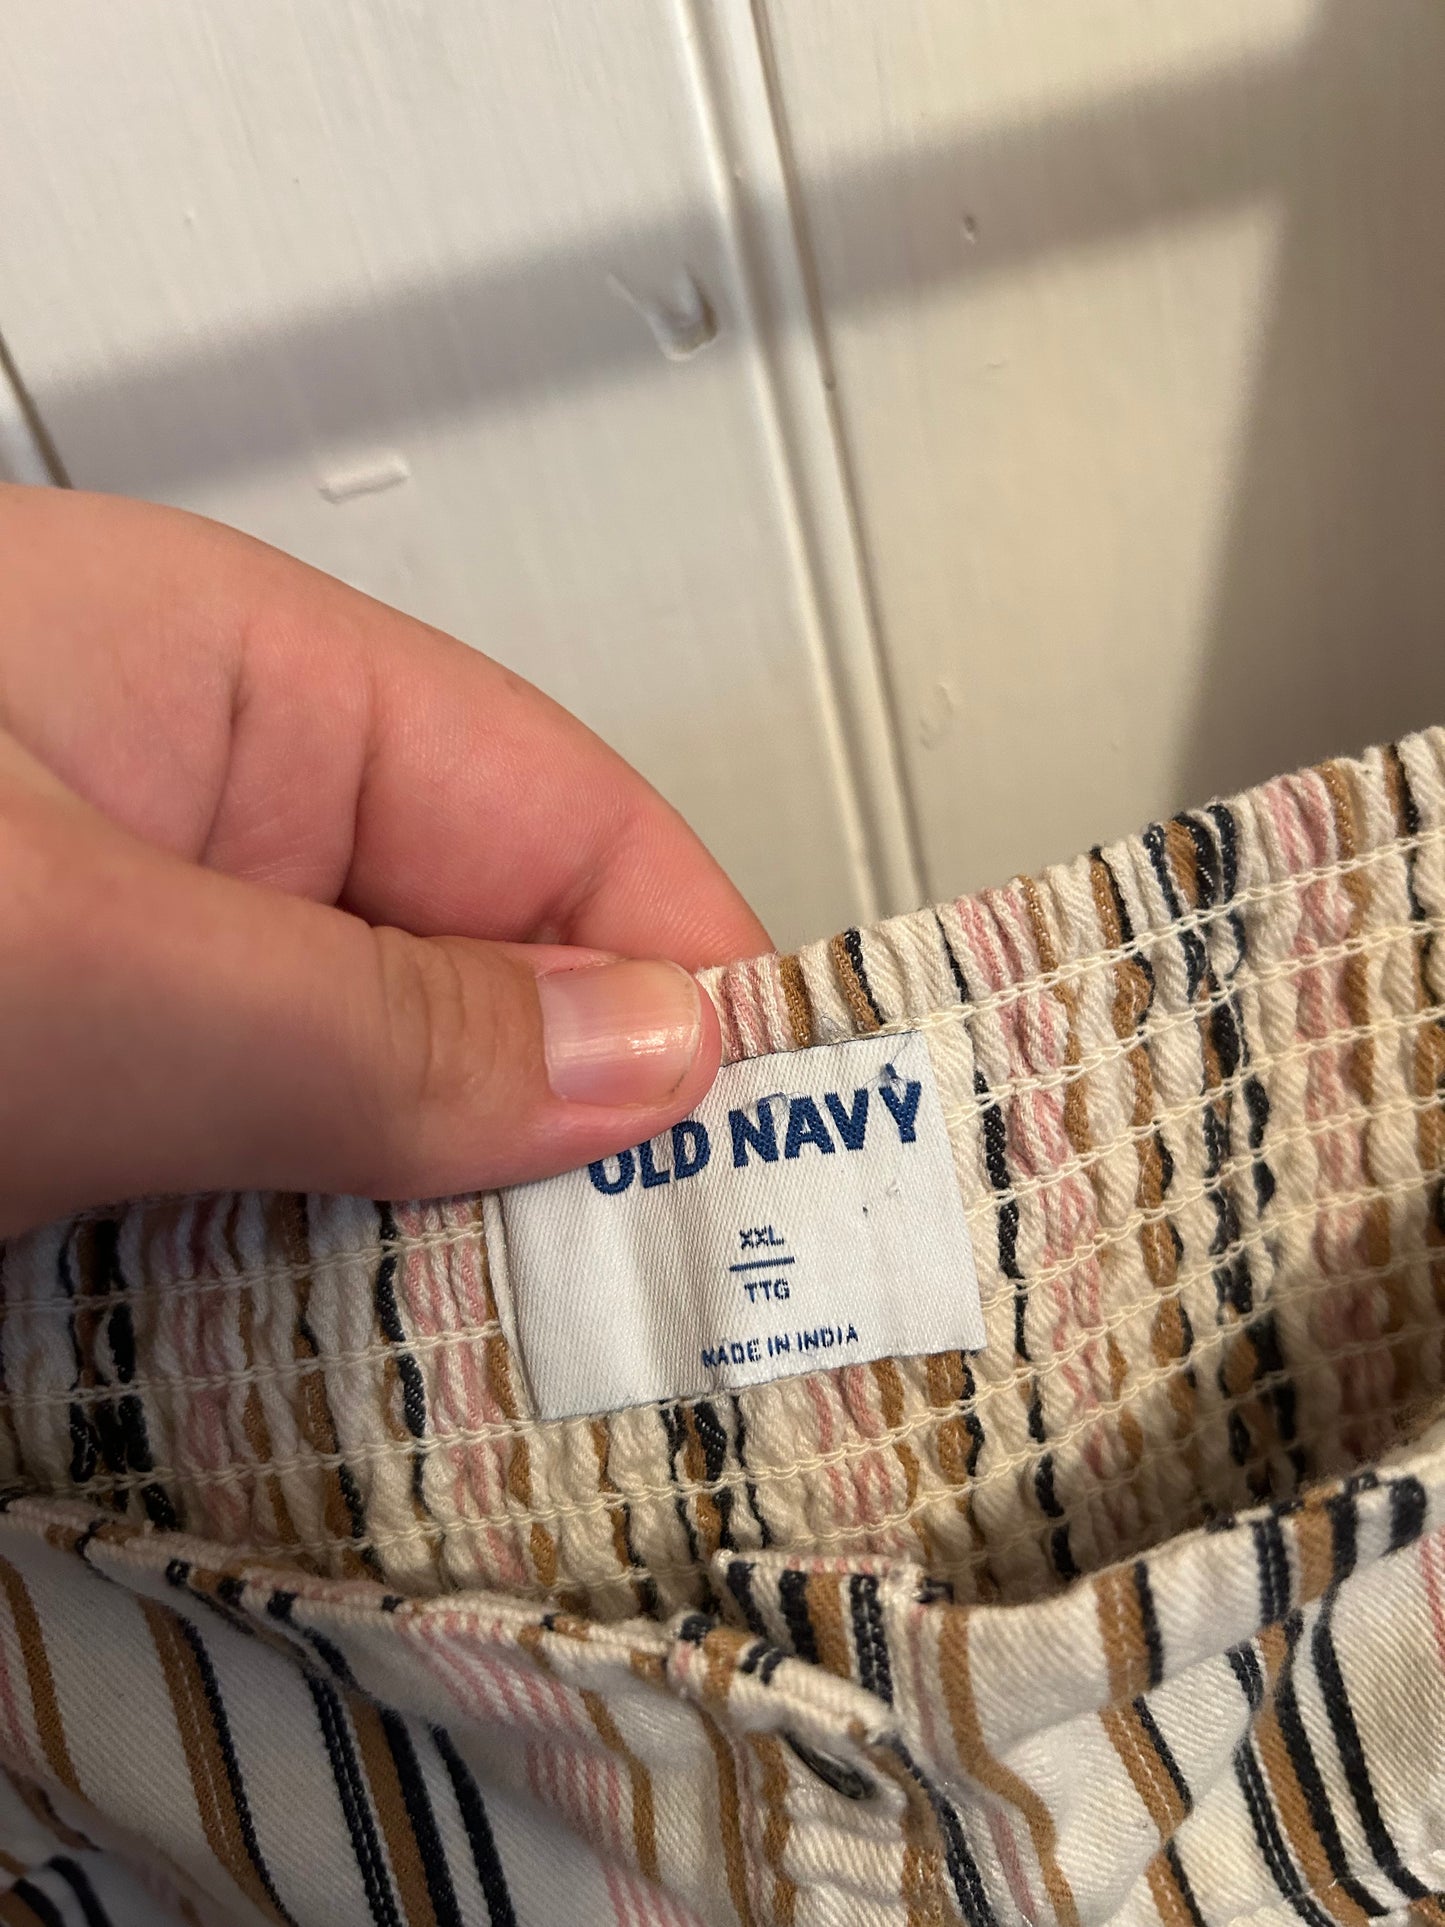 OLD NAVY
XXL
TTG
MADE IN INDIA